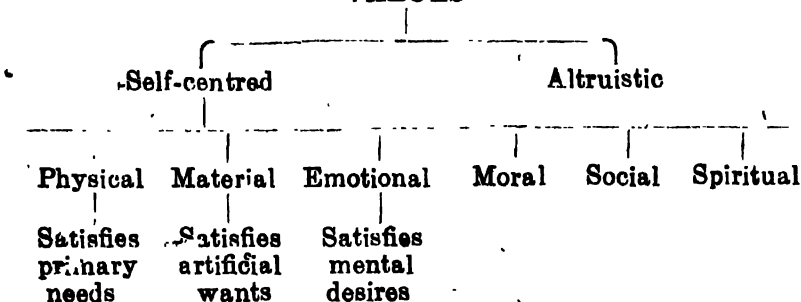 Self-centred Altruistic
Physical Material Emotional Moral Social Spiritual
Satisfies Satisfies Satisfies
primary artificial mental
needs wants desires